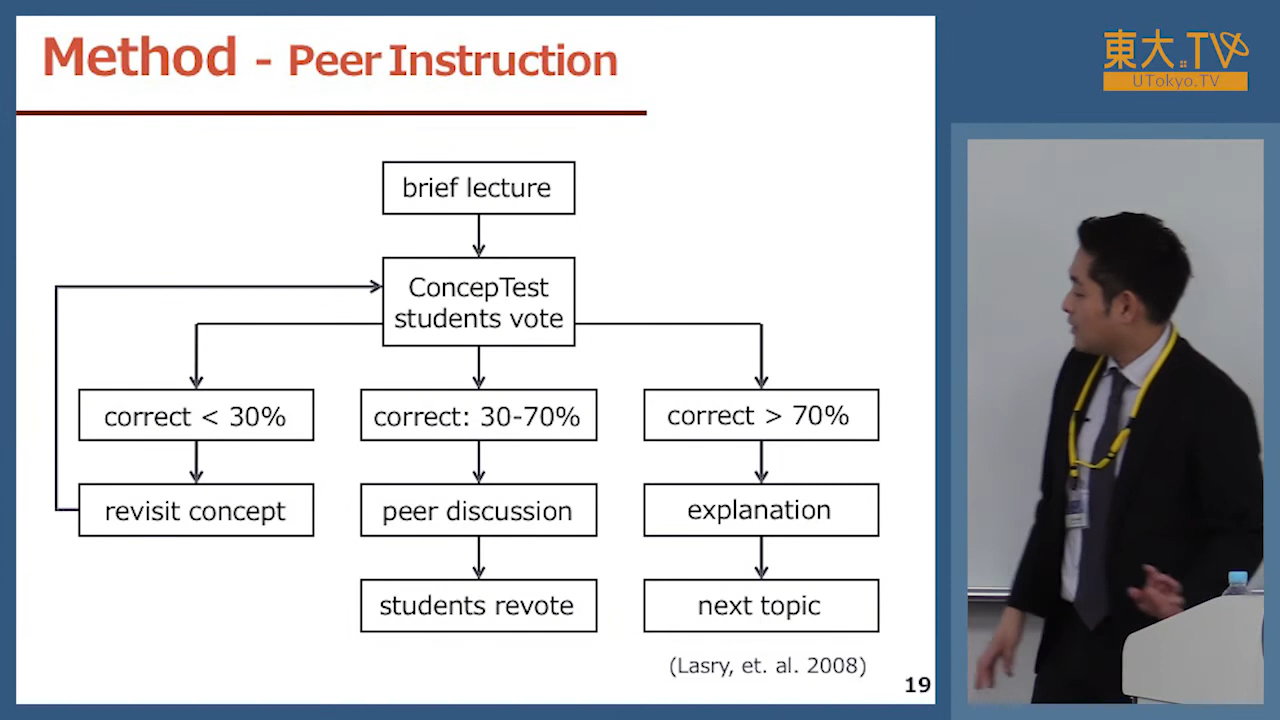 Method - Peer Instruction
東大.TV
UTokyo.TV
brief lecture
ConcepTest
students vote
correct < 30%
correct: 30-70%
correct > 70%
revisit concept
peer discussion
explanation
students revote
next topic
(Lasry, et. al. 2008)
19